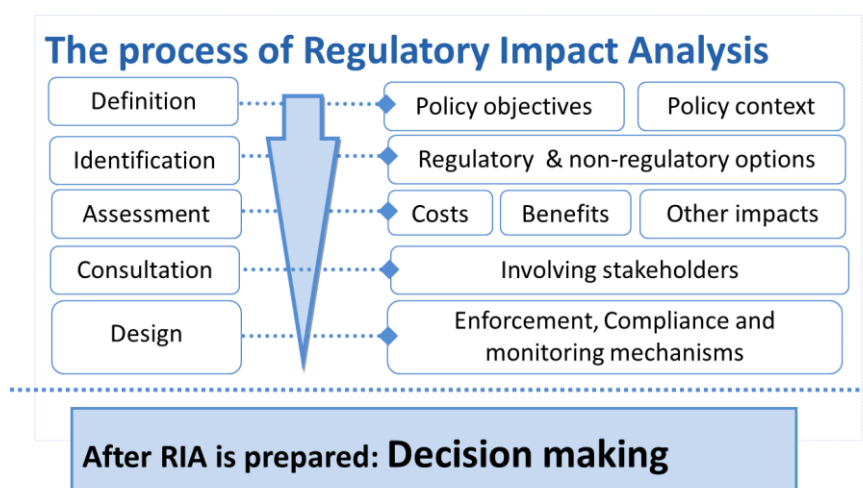 The process of Regulatory Impact Analysis
Definition
Policy objectives
Policy context
Identification
Regulatory & non-regulatory options
Assessment
Costs
Benefits
Other impacts
Consultation
Involving stakeholders
Design
Enforcement, Compliance and
monitoring mechanisms
After RIA is prepared: Decision making